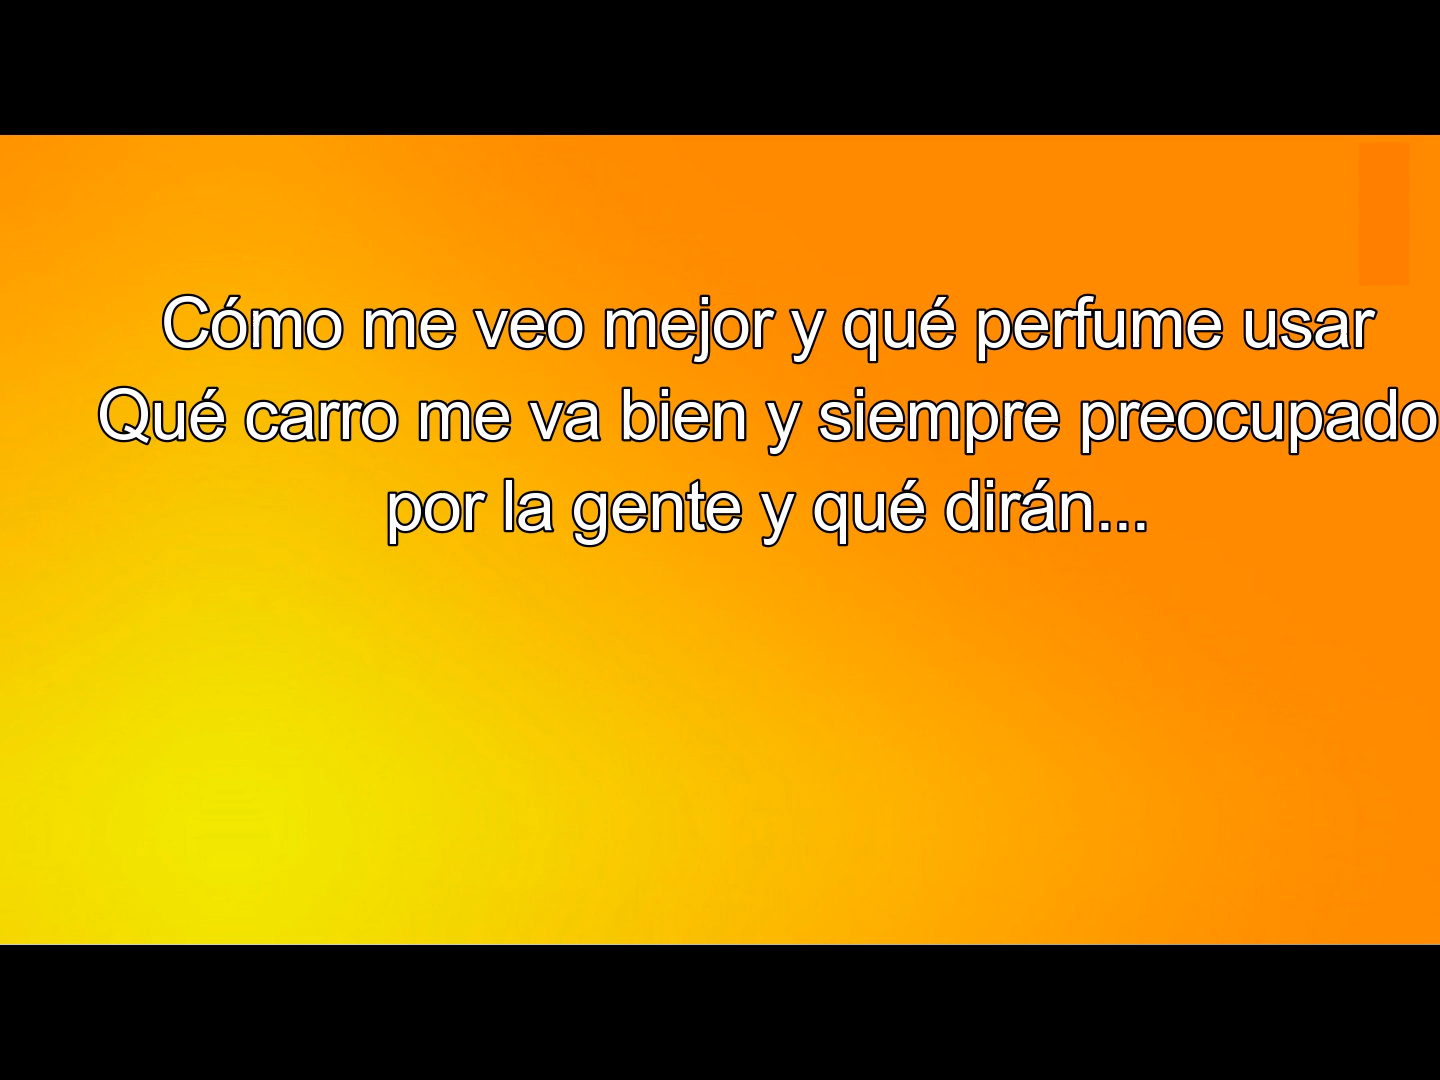 Cómo me veo mejor y qué perfume usar
Qué carro me va bien y siempre preocupado
por la gente y qué dirán...